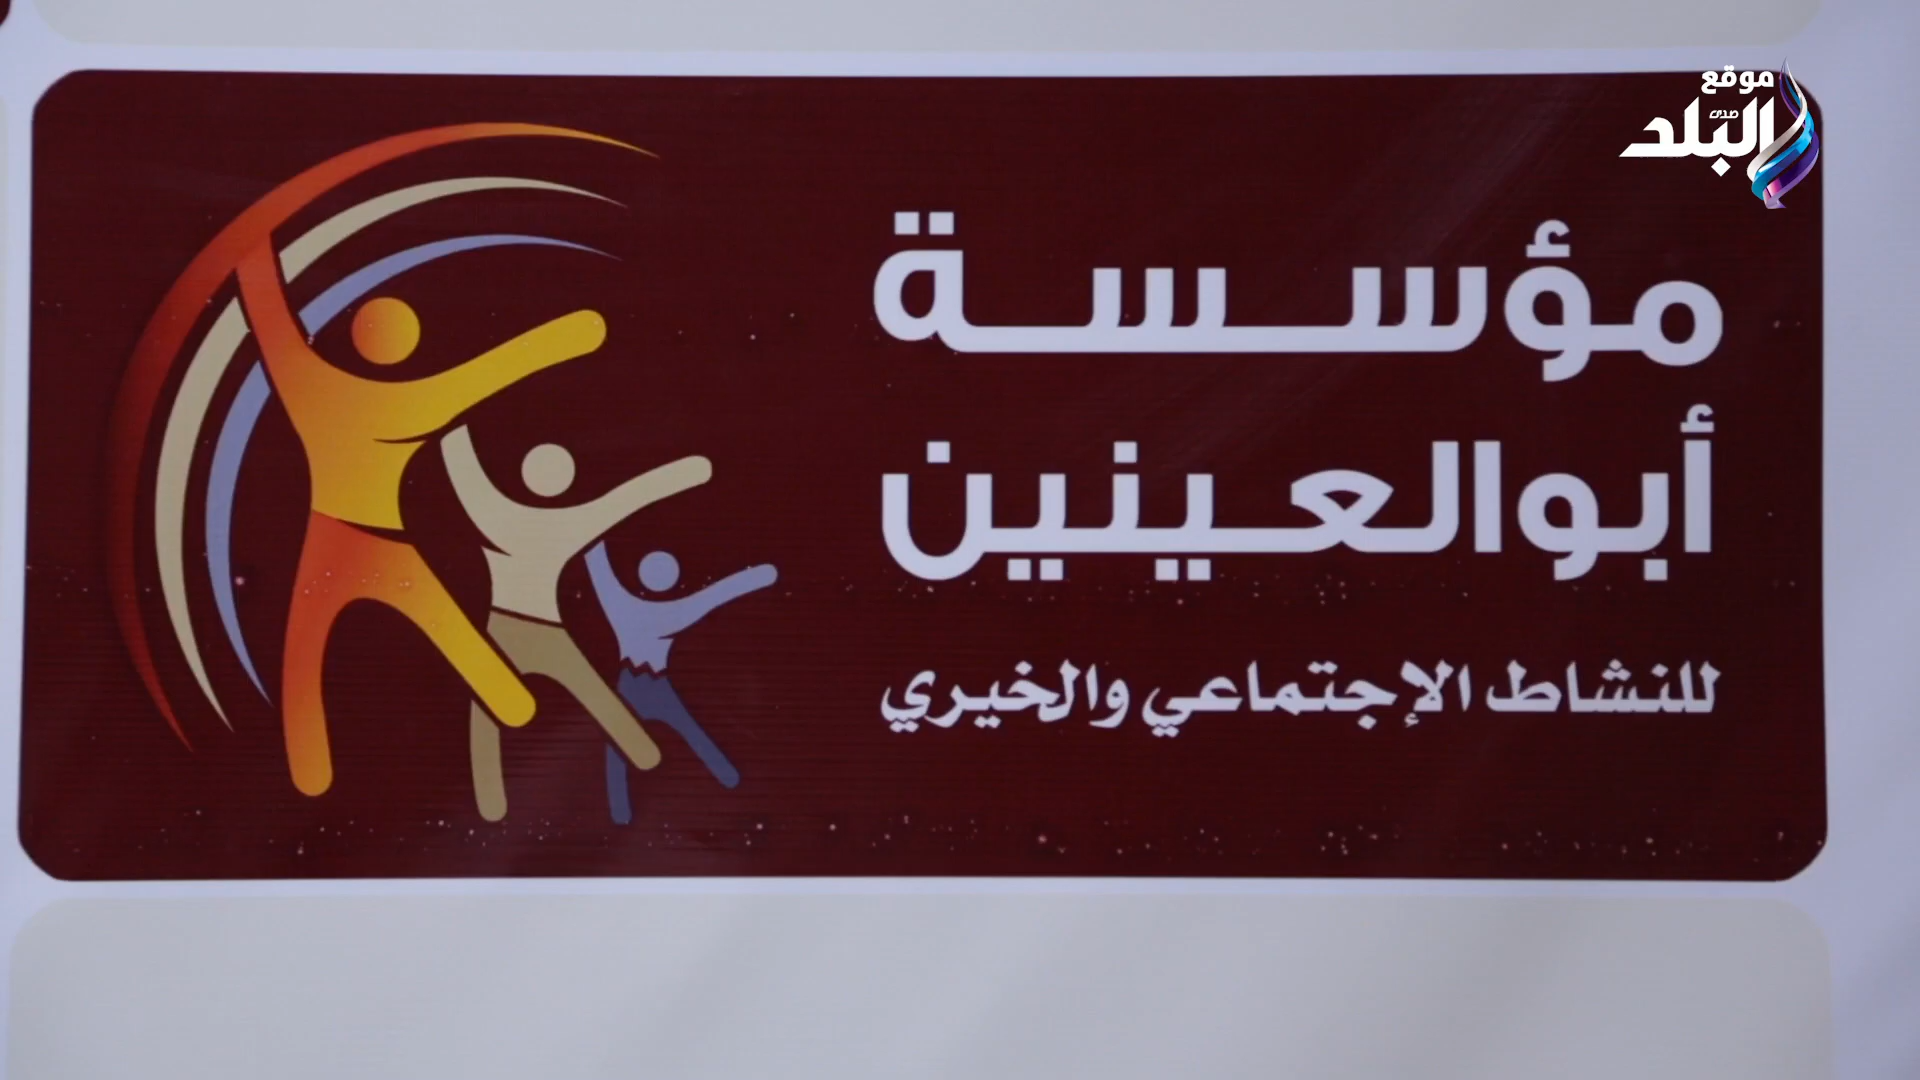 موقع
صدى
البلد
مؤسسة
أبوالعينين
للنشاط الإجتماعي والخيري